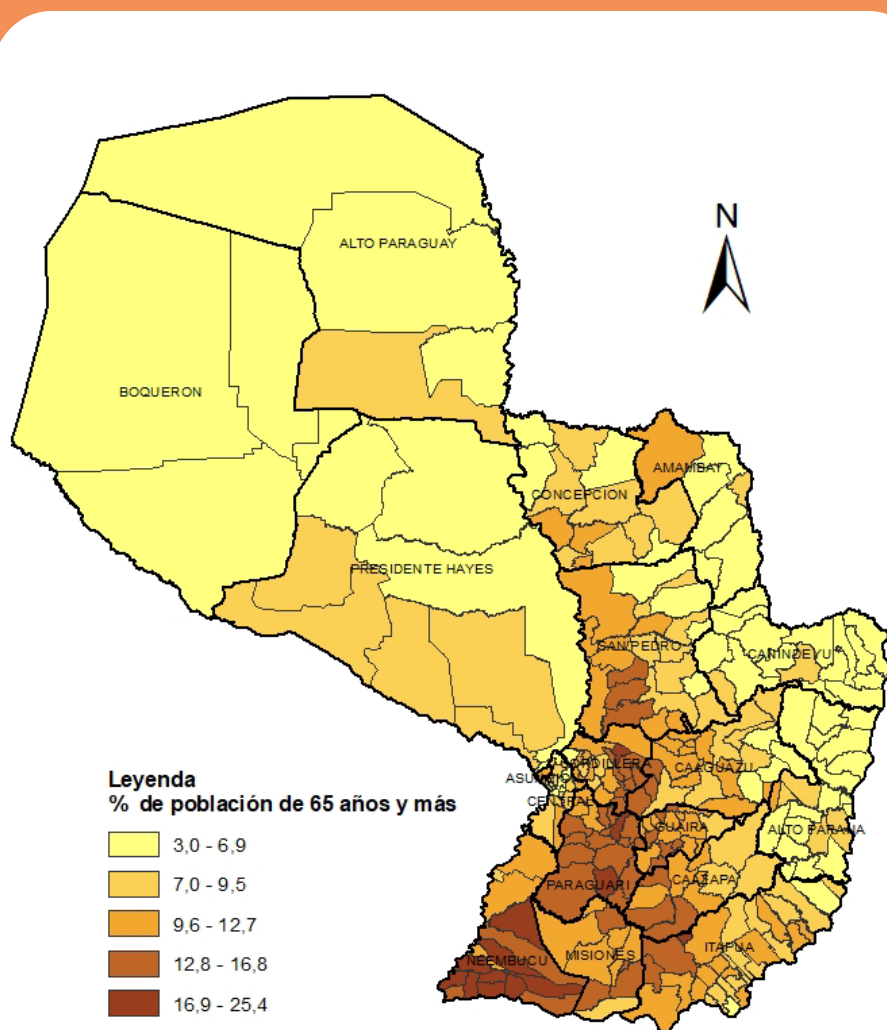 N
ALTO PARAGUAY
BOQUERON
AMAMBAY
CONCEPCION
PRESIDENTE HAYES
SAN PEDRO
CANINDEYU
CORDILLERA
CAAGUAZU
ASUNCION
CENTRAL
GUAIRA
ALTO PARANA
PARAGUARI
CAAZAPA
ITAPUA
MISIONES
ÑEEMBUCU
Leyenda
% de población de 65 años y más
3,0 - 6,9
7,0 - 9,5
9,6 - 12,7
12,8 - 16,8
16,9 - 25,4